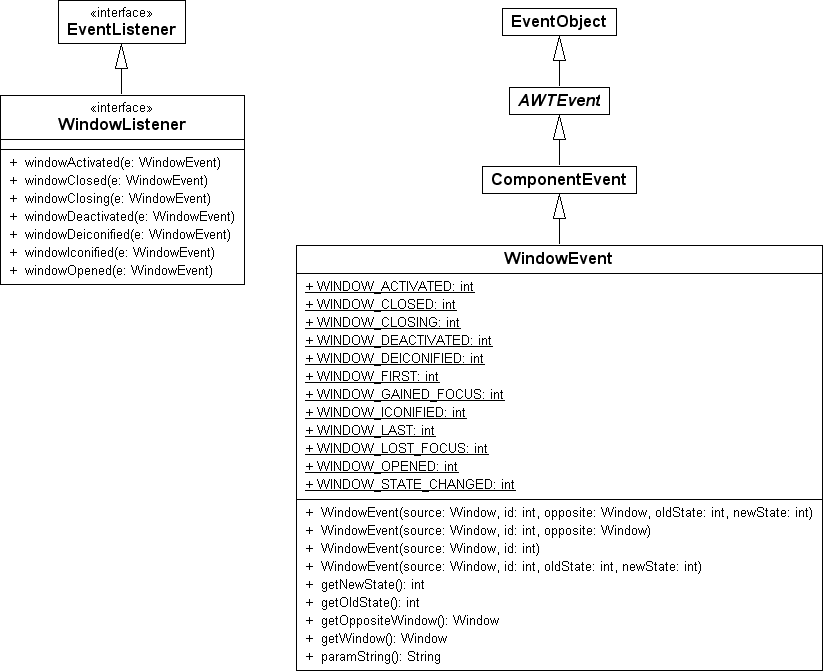 «interface»
EventListener
«interface»
WindowListener
+ windowActivated(e: WindowEvent)
+ windowClosed(e: WindowEvent)
+ windowClosing(e: WindowEvent)
+ windowDeactivated(e: WindowEvent)
+ windowDeiconified(e: WindowEvent)
+ windowIconified(e: WindowEvent)
+ windowOpened(e: WindowEvent)
EventObject
AWTEvent
ComponentEvent
WindowEvent
+ WINDOW_ACTIVATED: int
+ WINDOW_CLOSED: int
+ WINDOW_CLOSING: int
+ WINDOW_DEACTIVATED: int
+ WINDOW_DEICONIFIED: int
+ WINDOW_FIRST: int
+ WINDOW_GAINED_FOCUS: int
+ WINDOW_ICONIFIED: int
+ WINDOW_LAST: int
+ WINDOW_LOST_FOCUS: int
+ WINDOW_OPENED: int
+ WINDOW_STATE_CHANGED: int
+ WindowEvent(source: Window, id: int, opposite: Window, oldState: int, newState: int)
+ WindowEvent(source: Window, id: int, opposite: Window)
+ WindowEvent(source: Window, id: int)
+ WindowEvent(source: Window, id: int, oldState: int, newState: int)
+ getNewState(): int
+ getOldState(): int
+ getOppositeWindow(): Window
+ getWindow(): Window
+ paramString(): String